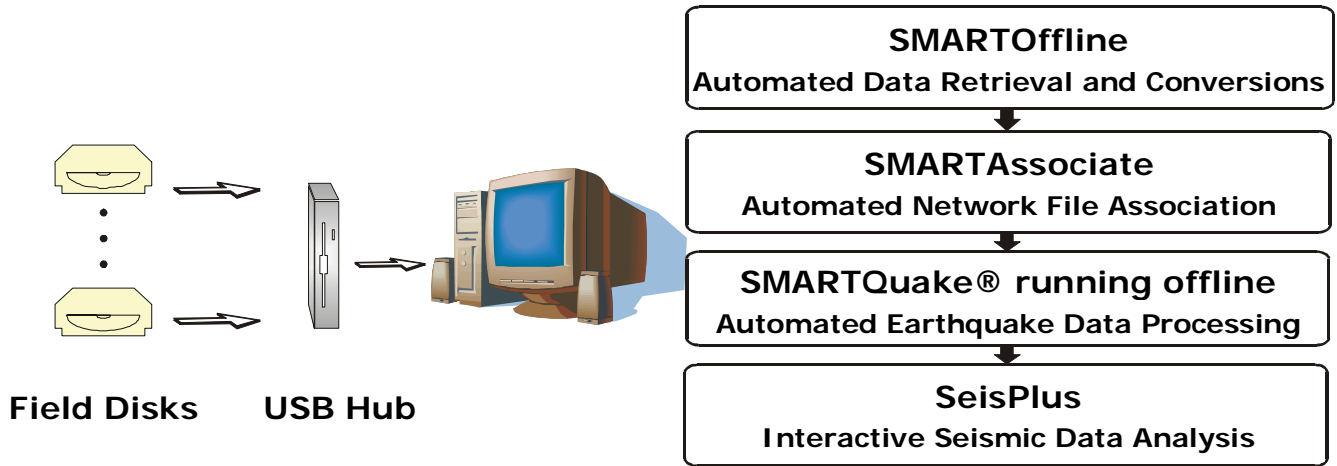 SMARTOffline
Automated Data Retrieval and Conversions
SMARTAssociate
Automated Network File Association
SMARTQuake® running offline
Automated Earthquake Data Processing
SeisPlus
Interactive Seismic Data Analysis
Field Disks
USB Hub